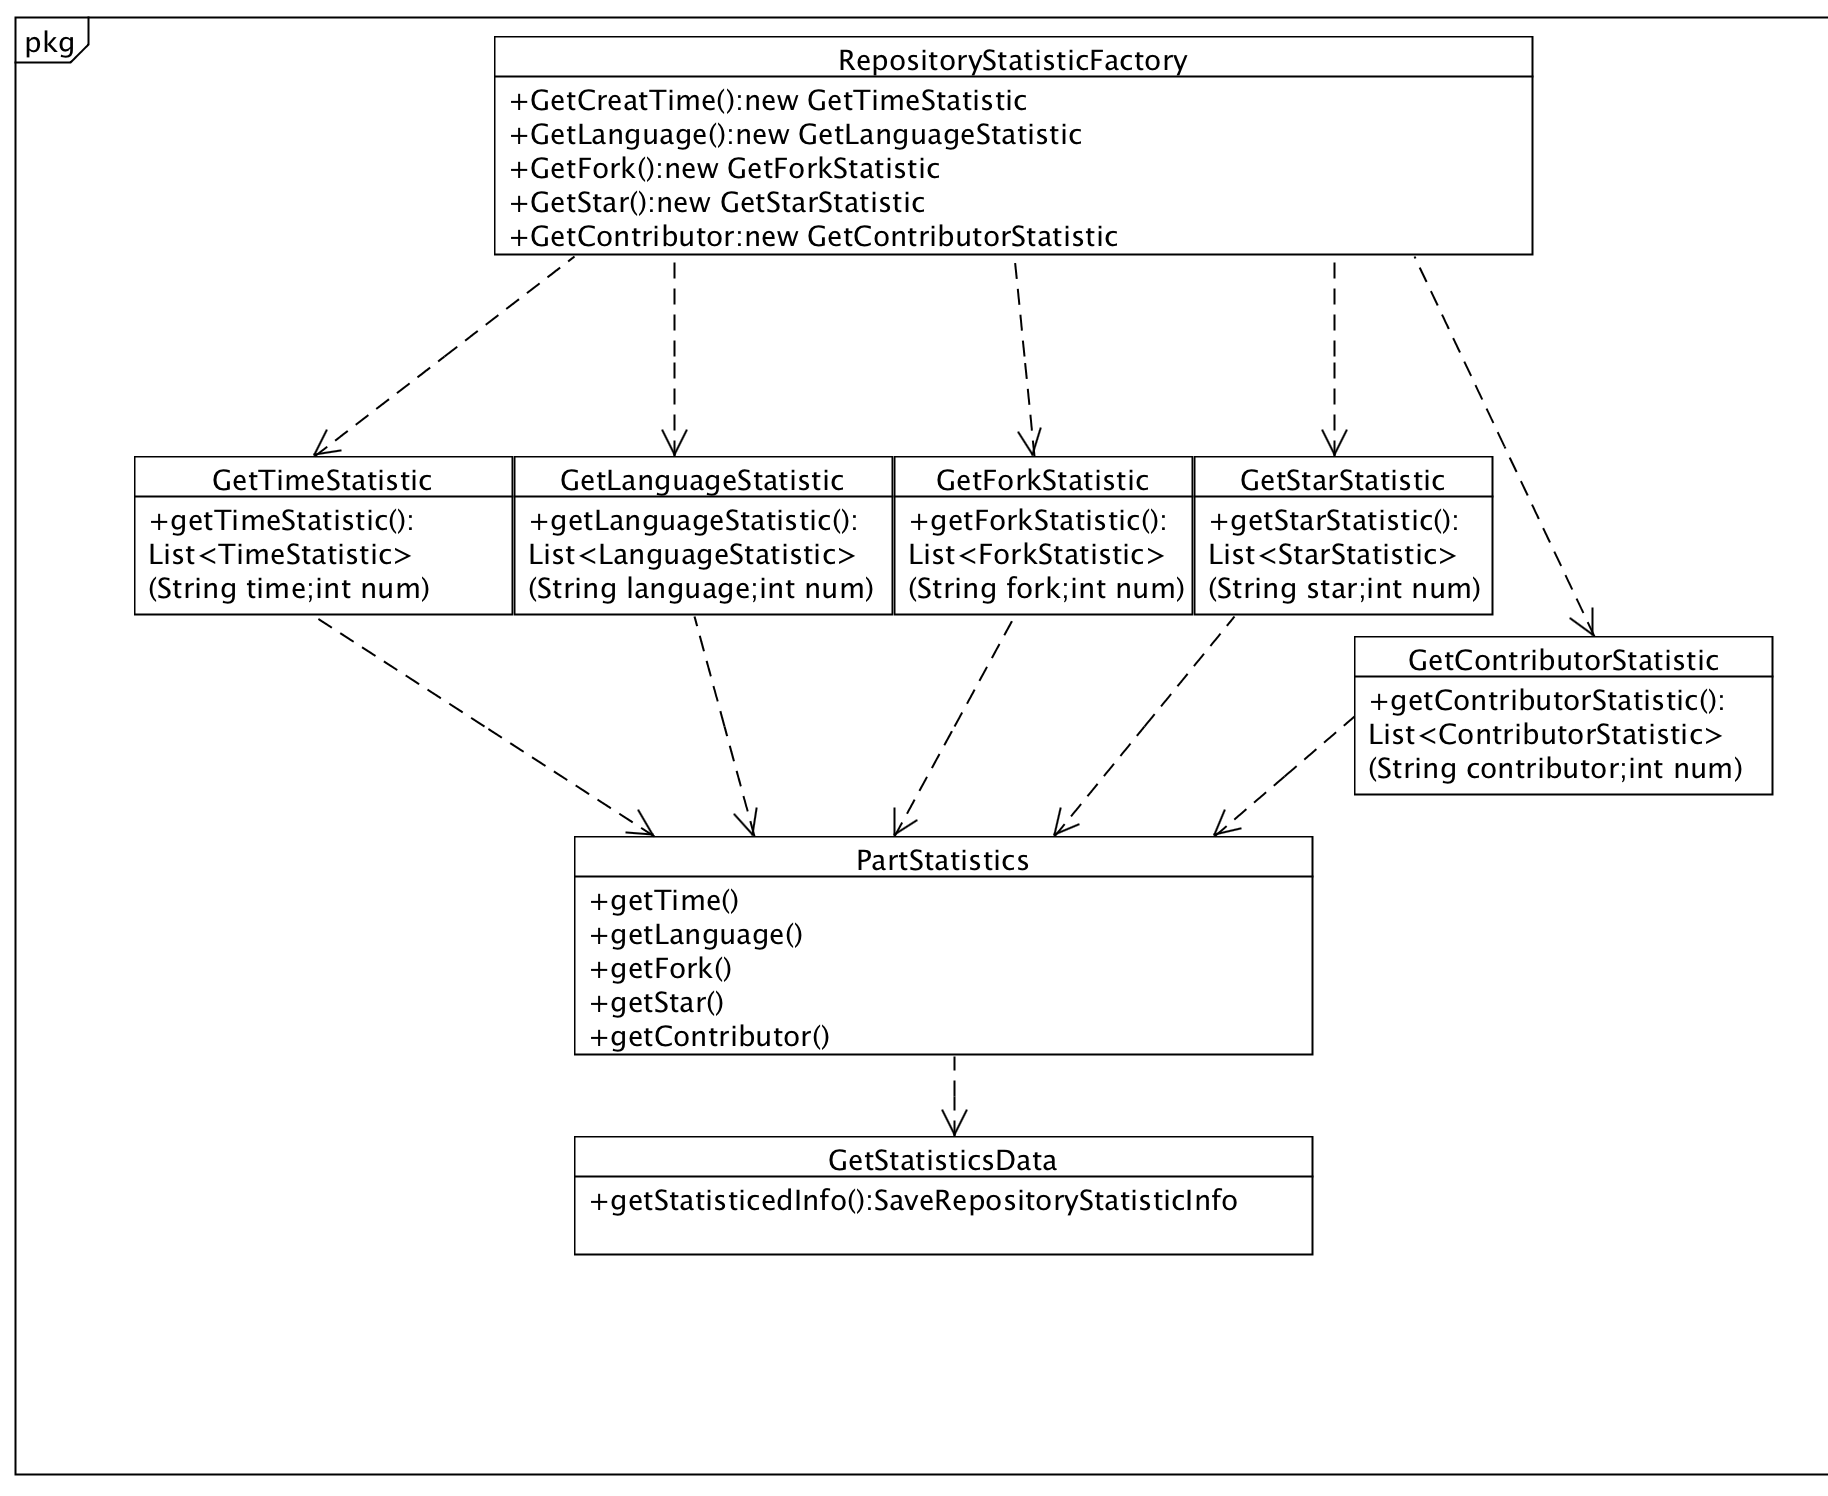 pkg
RepositoryStatisticFactory
+GetCreatTime():new GetTimeStatistic
+GetLanguage():new GetLanguageStatistic
+GetFork():new GetForkStatistic
+GetStar():new GetStarStatistic
+GetContributor:new GetContributorStatistic
GetTimeStatistic
+getTimeStatistic():
List<TimeStatistic>
(String time;int num)
GetLanguageStatistic
+getLanguageStatistic():
List<LanguageStatistic>
(String language;int num)
GetForkStatistic
+getForkStatistic():
List<ForkStatistic>
(String fork;int num)
GetStarStatistic
+getStarStatistic():
List<StarStatistic>
(String star;int num)
GetContributorStatistic
+getContributorStatistic():
List<ContributorStatistic>
(String contributor;int num)
PartStatistics
+getTime()
+getLanguage()
+getFork()
+getStar()
+getContributor()
GetStatisticsData
+getStatisticedInfo():SaveRepositoryStatisticInfo